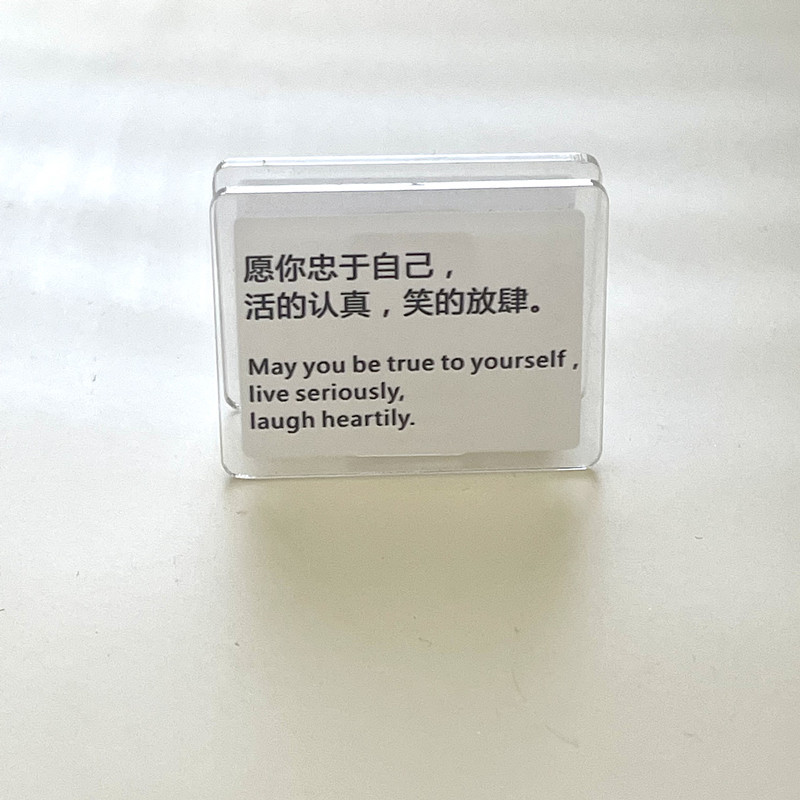 愿你忠于自己，
活的认真，笑的放肆。
May you be true to yourself ,
live seriously,
laugh heartily.